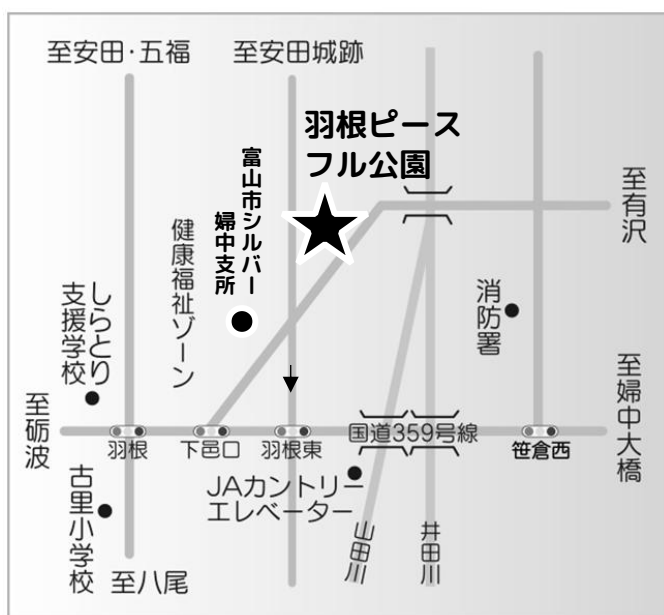 至安田・五福
至安田城跡
羽根ピース
フル公園
富山市シルバー
婦中支所
健康福祉ゾーン
至有沢
しらとり
支援学校
消防署
至砺波
至婦中大橋
羽根
下邑口
羽根東
国道359号線
笹倉西
JAカントリー
エレベーター
古里小学校
至八尾
山田川
井田川